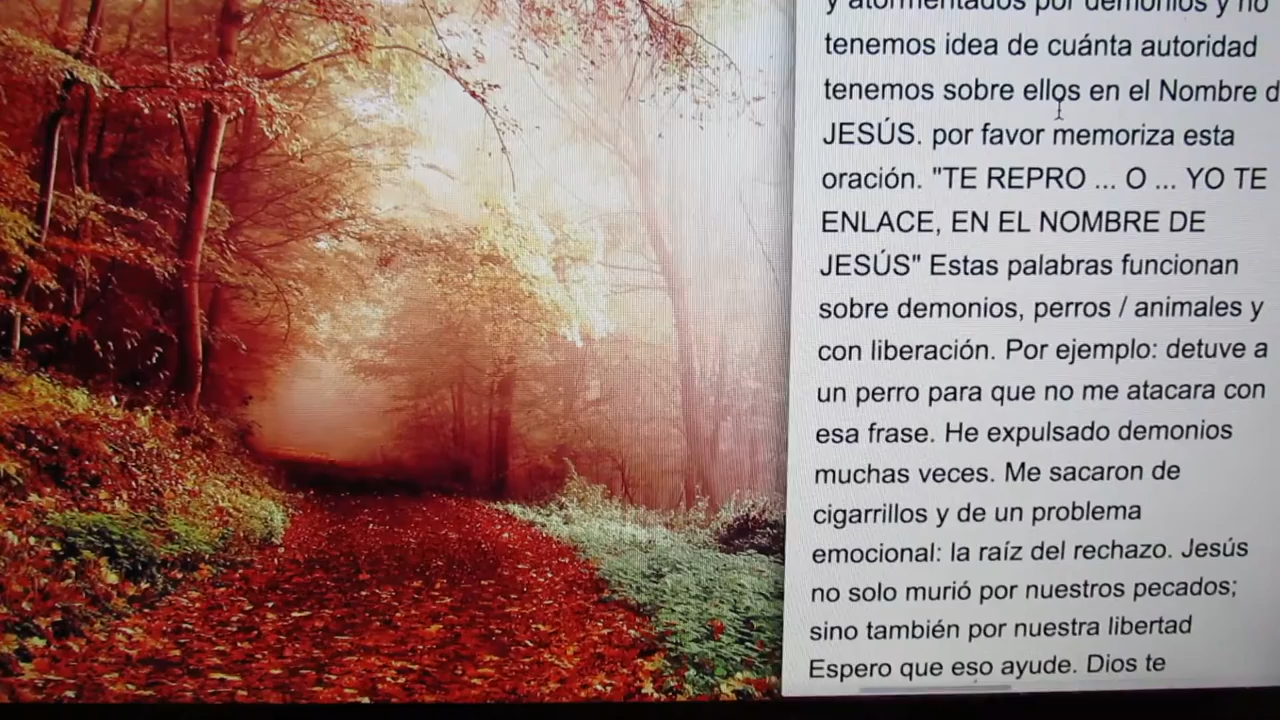 y atormentados por demonios y no
tenemos idea de cuánta autoridad
tenemos sobre ellos en el Nombre d
JESÚS. por favor memoriza esta
oración. "TE REPRO ... O ... YO TE
ENLACE, EN EL NOMBRE DE
JESÚS" Estas palabras funcionan
sobre demonios, perros / animales y
con liberación. Por ejemplo: detuve a
un perro para que no me atacara con
esa frase. He expulsado demonios
muchas veces. Me sacaron de
cigarrillos y de un problema
emocional: la raíz del rechazo. Jesús
no solo murió por nuestros pecados;
sino también por nuestra libertad
Espero que eso ayude. Dios te